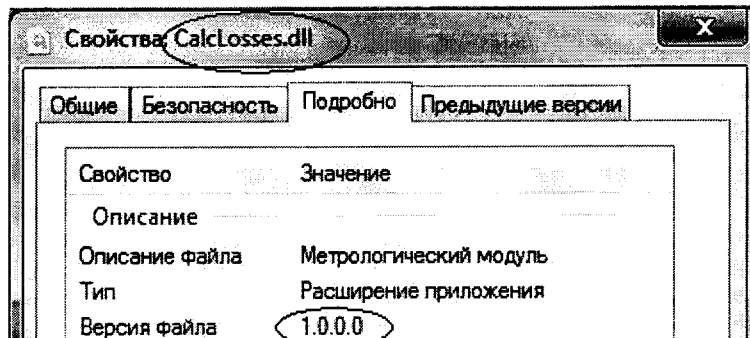 Свойства: CalcLosses.dll
Общие Безопасность Подробно Предыдущие версии
Свойство Значение
Описание
Описание файла Метрологический модуль
Тип Расширение приложения
Версия файла 1.0.0.0